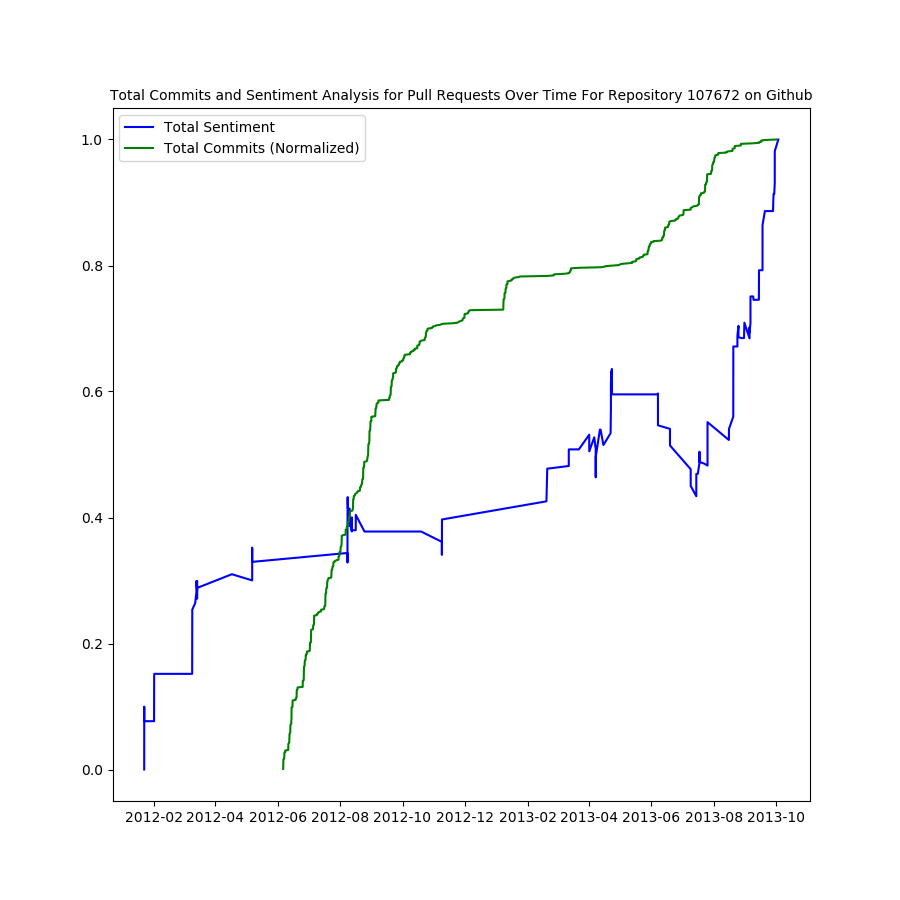 Total Commits and Sentiment Analysis for Pull Requests Over Time For Repository 107672 on Github
Total Sentiment
Total Commits (Normalized)
1.0
0.8
0.6
0.4
0.2
0.0
2012-02 2012-04 2012-06 2012-08 2012-10 2012-12 2013-02 2013-04 2013-06 2013-08 2013-10